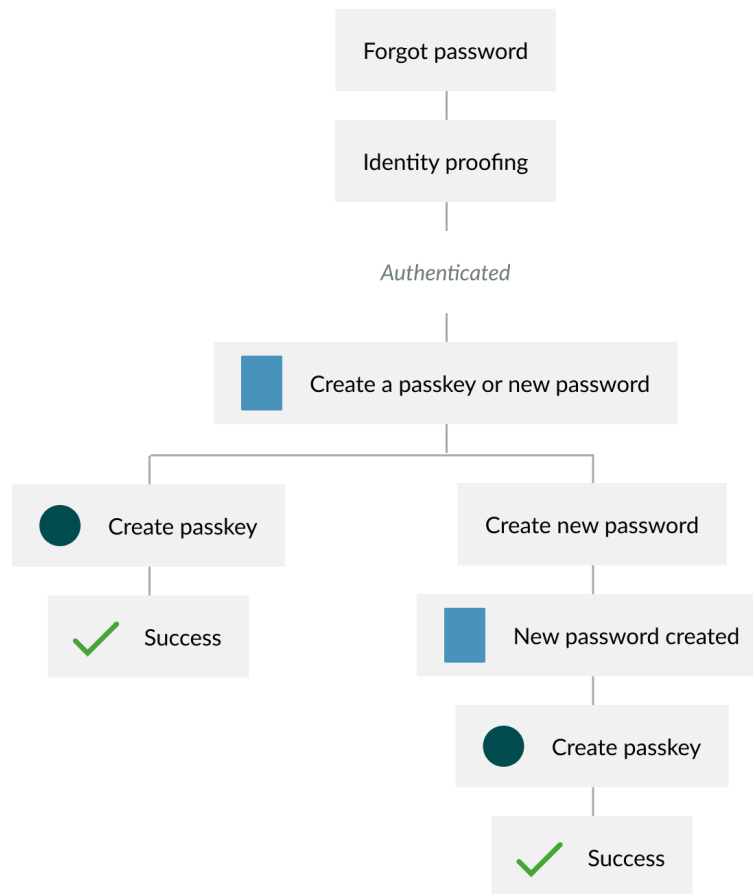 Forgot password
Identity proofing
Authenticated
Create a passkey or new password
Create passkey
Success
Create new password
New password created
Create passkey
Success